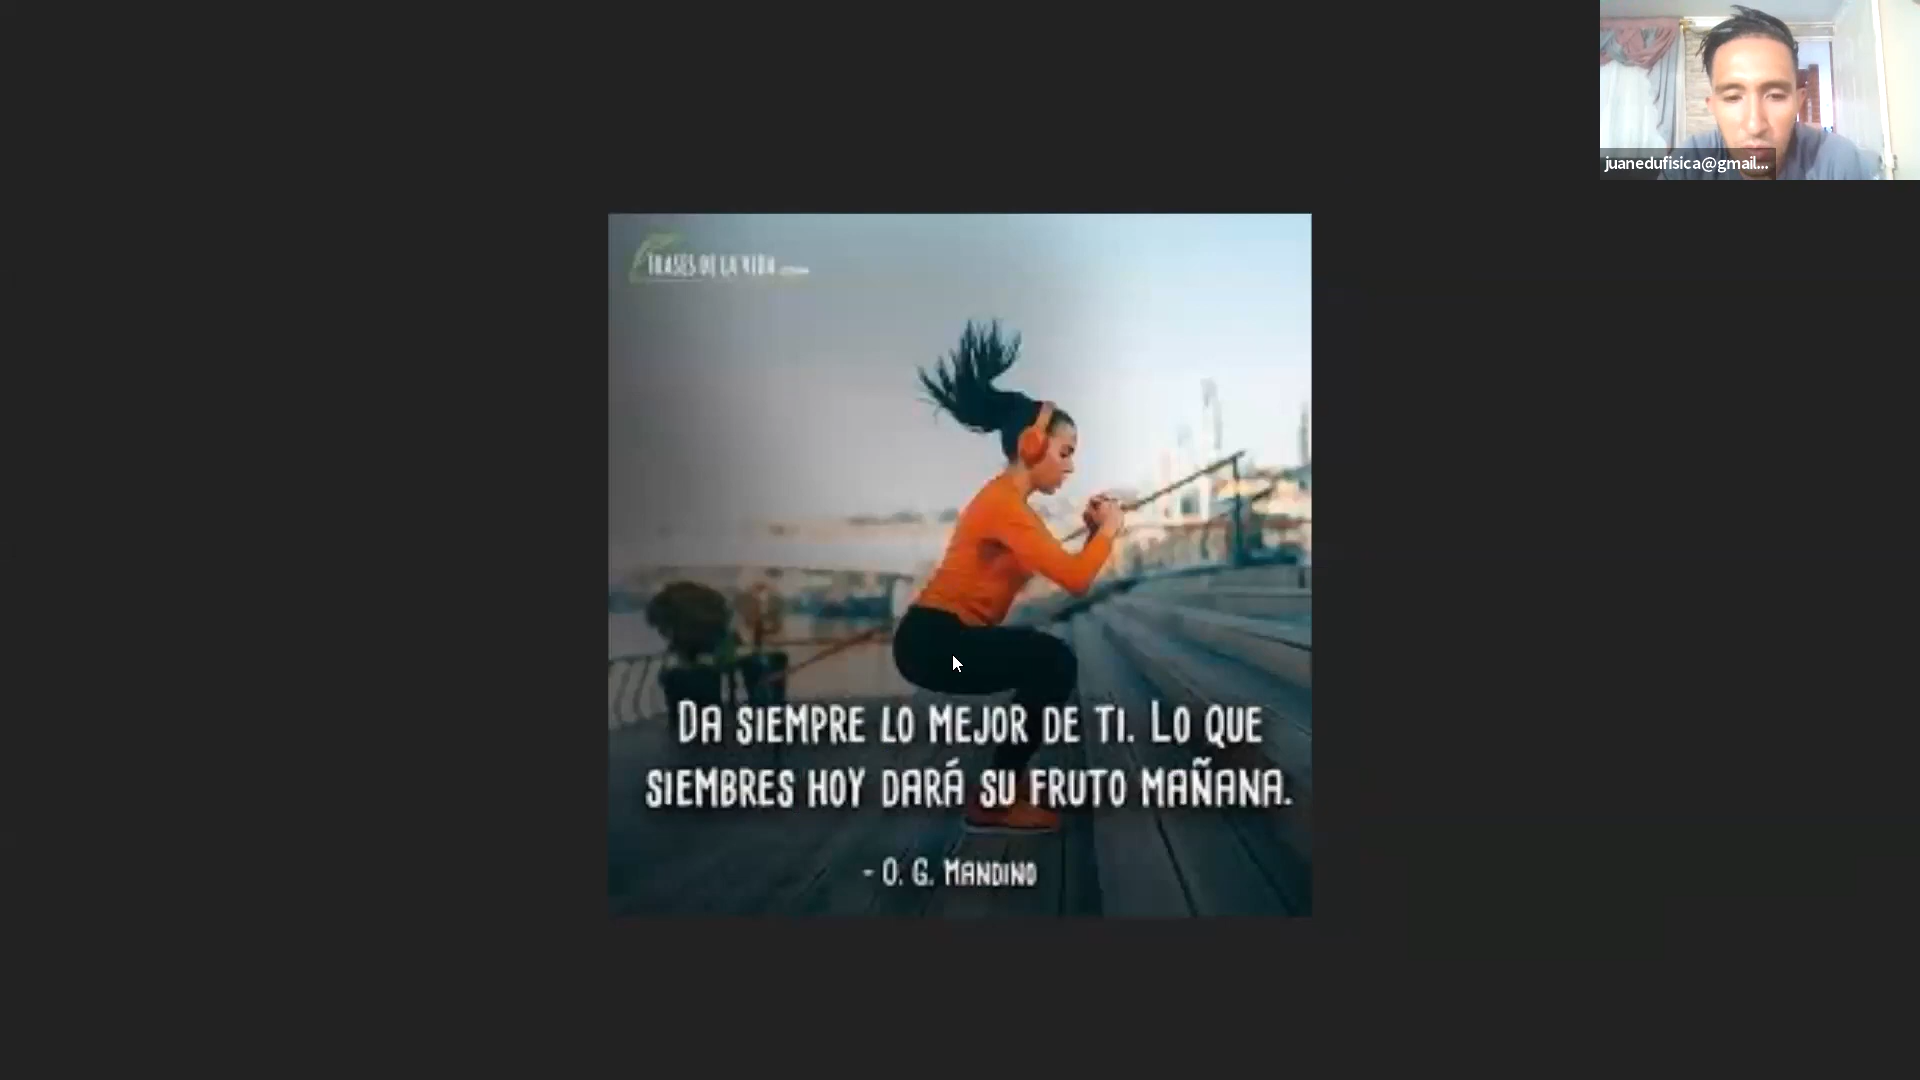 juanedufisica@gmail...
FRASES DE LA VIDA
Da siempre lo mejor de ti. Lo que
siembres hoy dará su fruto mañana.
- O. G. Mandino